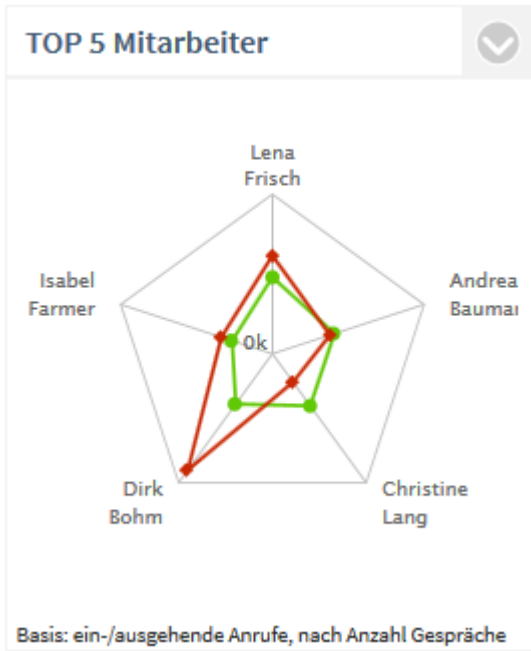 TOP 5 Mitarbeiter
Lena
Frisch
Isabel
Farmer
Andrea
0k
Dirk
Bohm
Christine
Lang
Basis: ein-/ausgehende Anrufe, nach Anzahl Gespräche